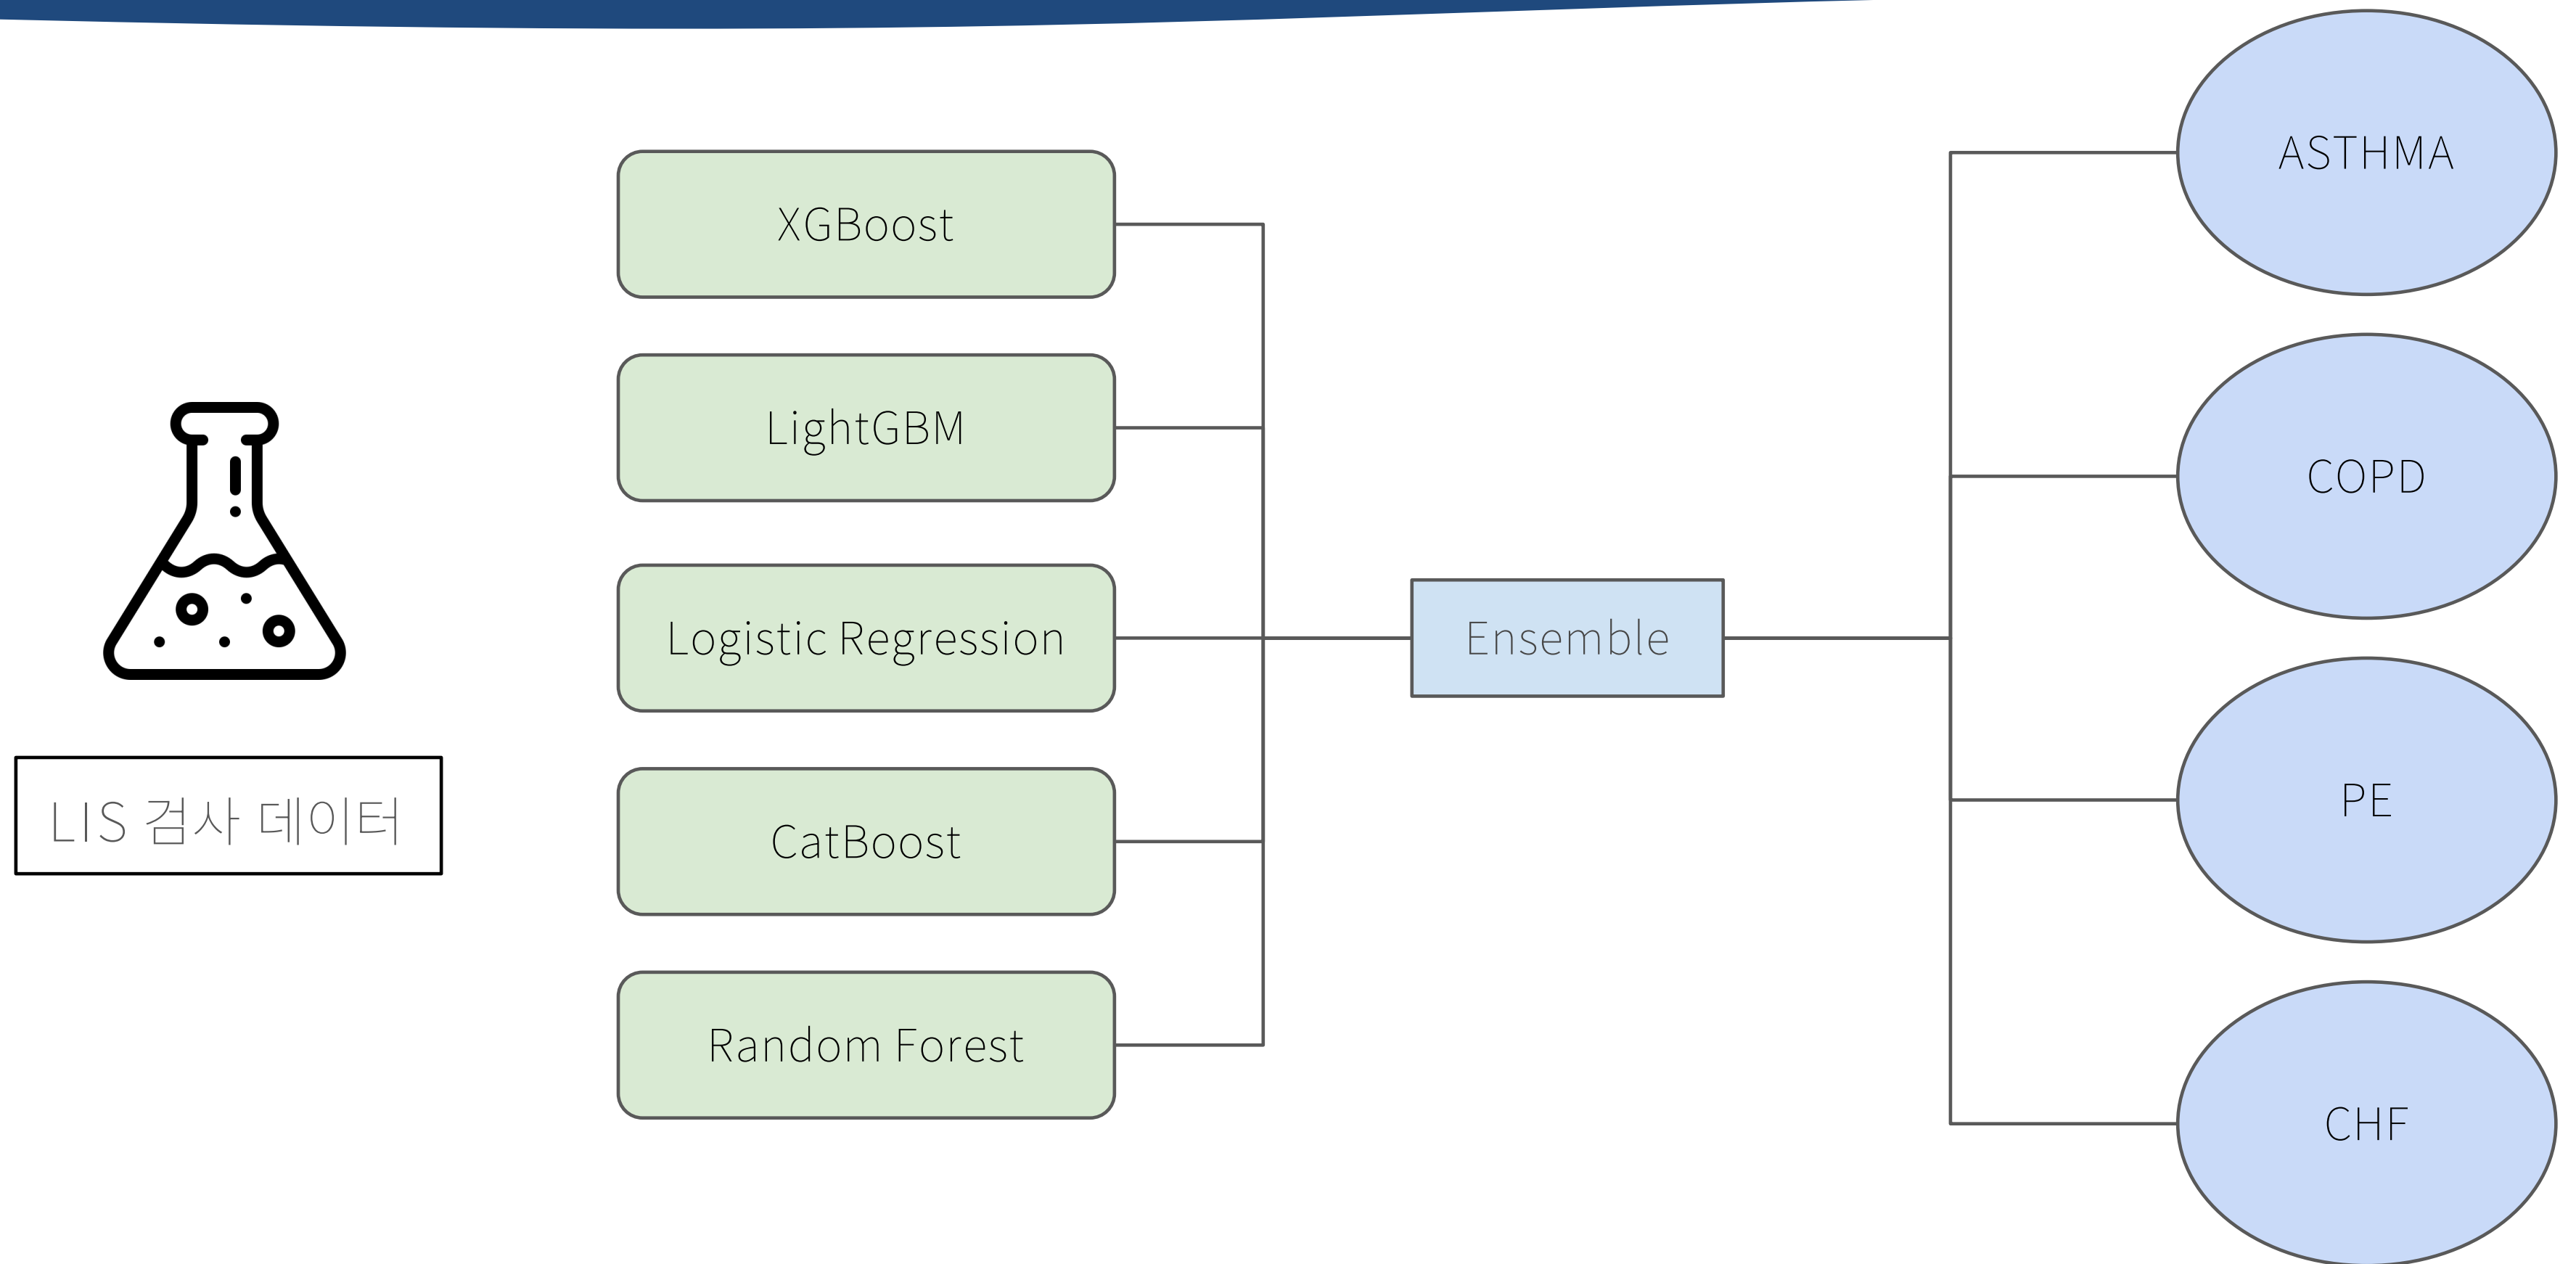 LIS 검사 데이터
XGBoost
LightGBM
Logistic Regression
CatBoost
Random Forest
Ensemble
ASTHMA
COPD
PE
CHF